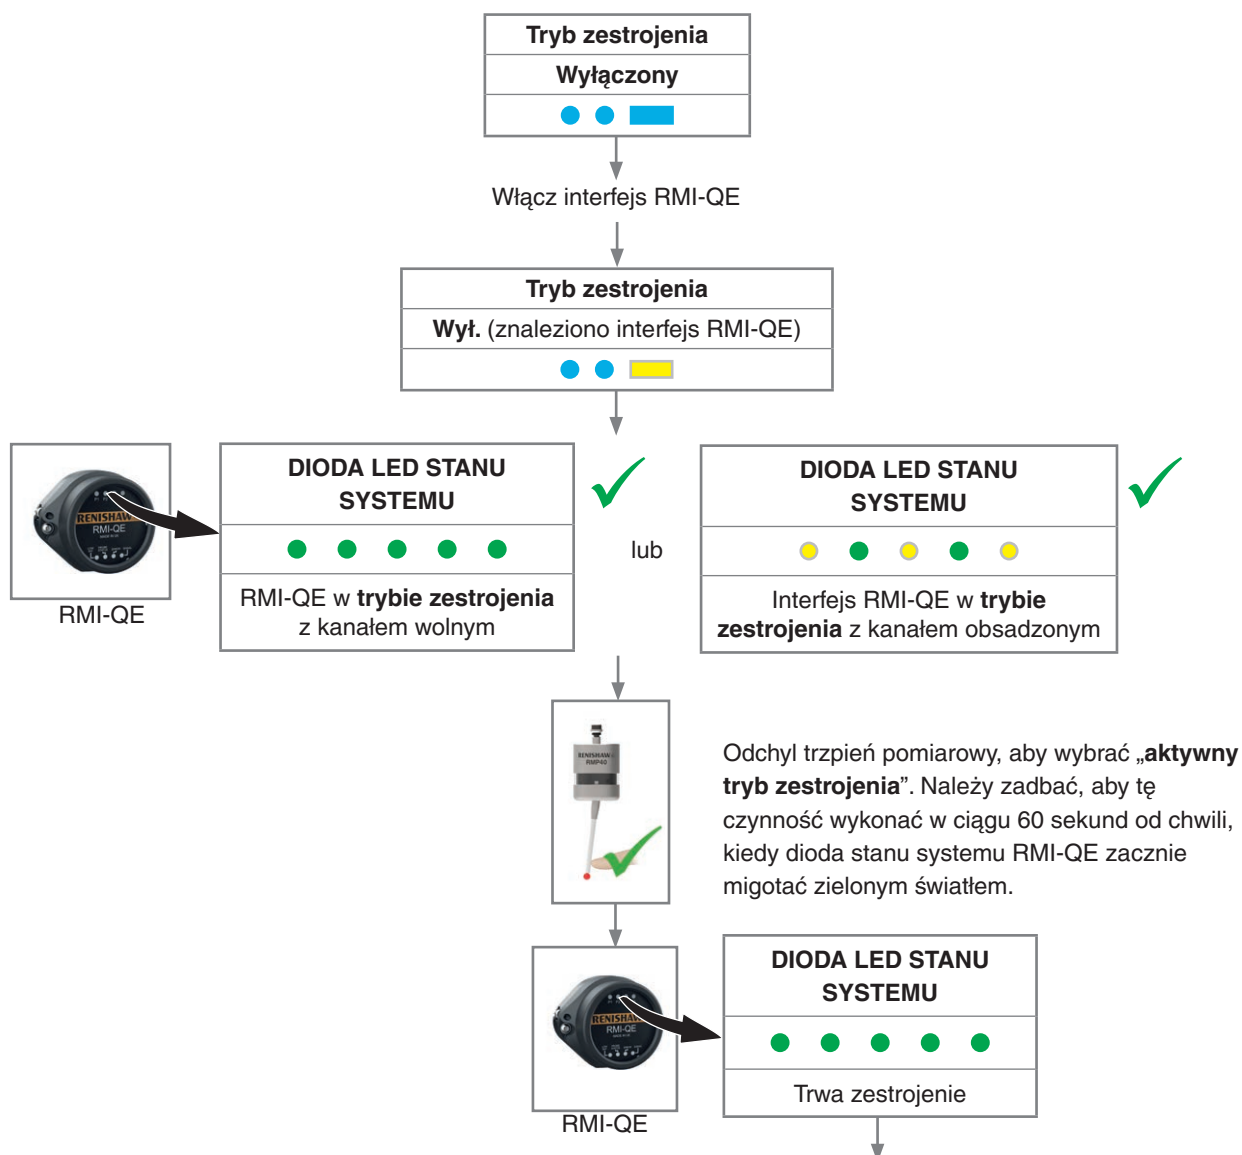 Tryb zestrojenia
Wyłączony
Włącz interfejs RMI-QE
Tryb zestrojenia
Wył. (znaleziono interfejs RMI-QE)
RENISHAW
RMI-QE
RMI-QE
DIODA LED STANU
SYSTEMU
RMI-QE w trybie zestrojenia
z kanałem wolnym
lub
DIODA LED STANU
SYSTEMU
Interfejs RMI-QE w trybie
zestrojenia z kanałem obsadzonym
RENISHAW
RMP40
Odchyl trzpień pomiarowy, aby wybrać „aktywny
tryb zestrojenia”. Należy zadbać, aby tę
czynność wykonać w ciągu 60 sekund od chwili,
kiedy dioda stanu systemu RMI-QE zacznie
migotać zielonym światłem.
RENISHAW
RMI-QE
RMI-QE
DIODA LED STANU
SYSTEMU
Trwa zestrojenie